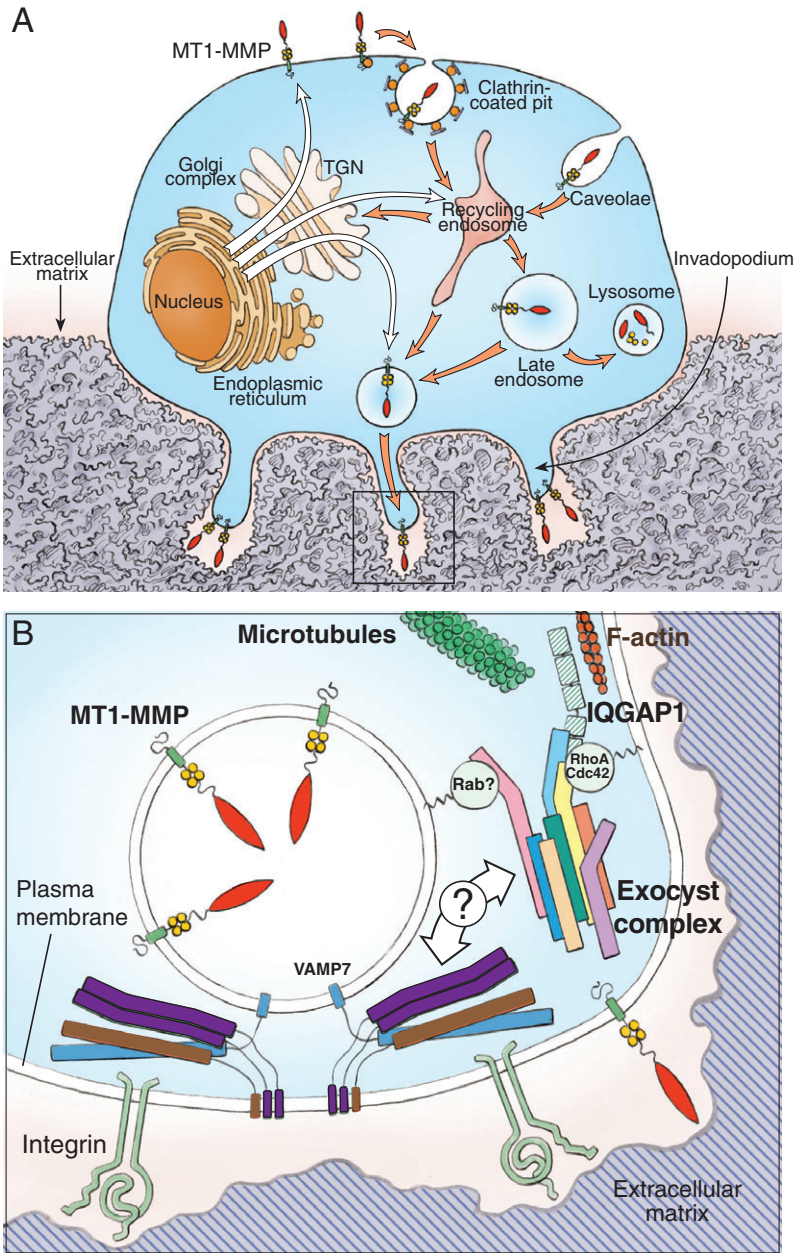 A
MT1-MMP
Clathrin-
coated pit
Golgi
complex
TGN
Recycling
endosome
Caveolae
Extracellular
matrix
Invadopodium
Nucleus
Lysosome
Endoplasmic
reticulum
Late
endosome
B
Microtubules
F-actin
MT1-MMP
IQGAP1
RhoA
Cdc42
Rab?
Plasma
membrane
?
Exocyst
complex
VAMP7
Integrin
Extracellular
matrix